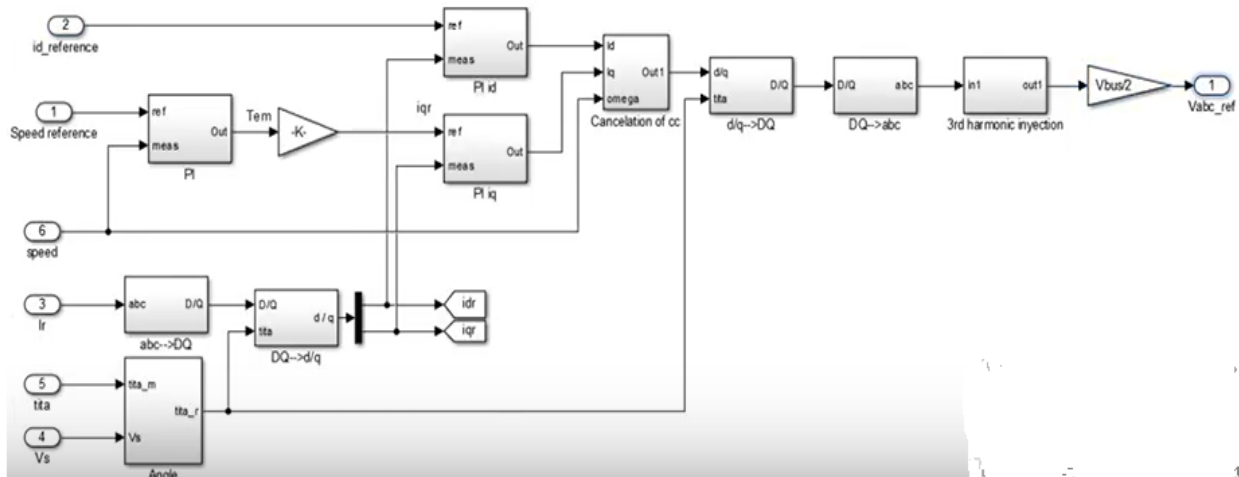 2
id_reference
ref
meas
Out
PI id
1
Speed reference
ref
meas
Out
PI
Tem
-K-
iqr
ref
meas
Out
PI iq
Id
Iq
omega
Out1
Cancelation of cc
d/q
tita
D/Q
d/q-->DQ
D/Q
abc
DQ-->abc
in1
out1
3rd harmonic inyection
Vbus/2
1
Vabc_ref
6
speed
3
Ir
abc
D/Q
abc-->DQ
D/Q
tita
d / q
DQ-->d/q
idr
iqr
5
tita
4
Vs
tita_m
Vs
tita_r
Angle
1